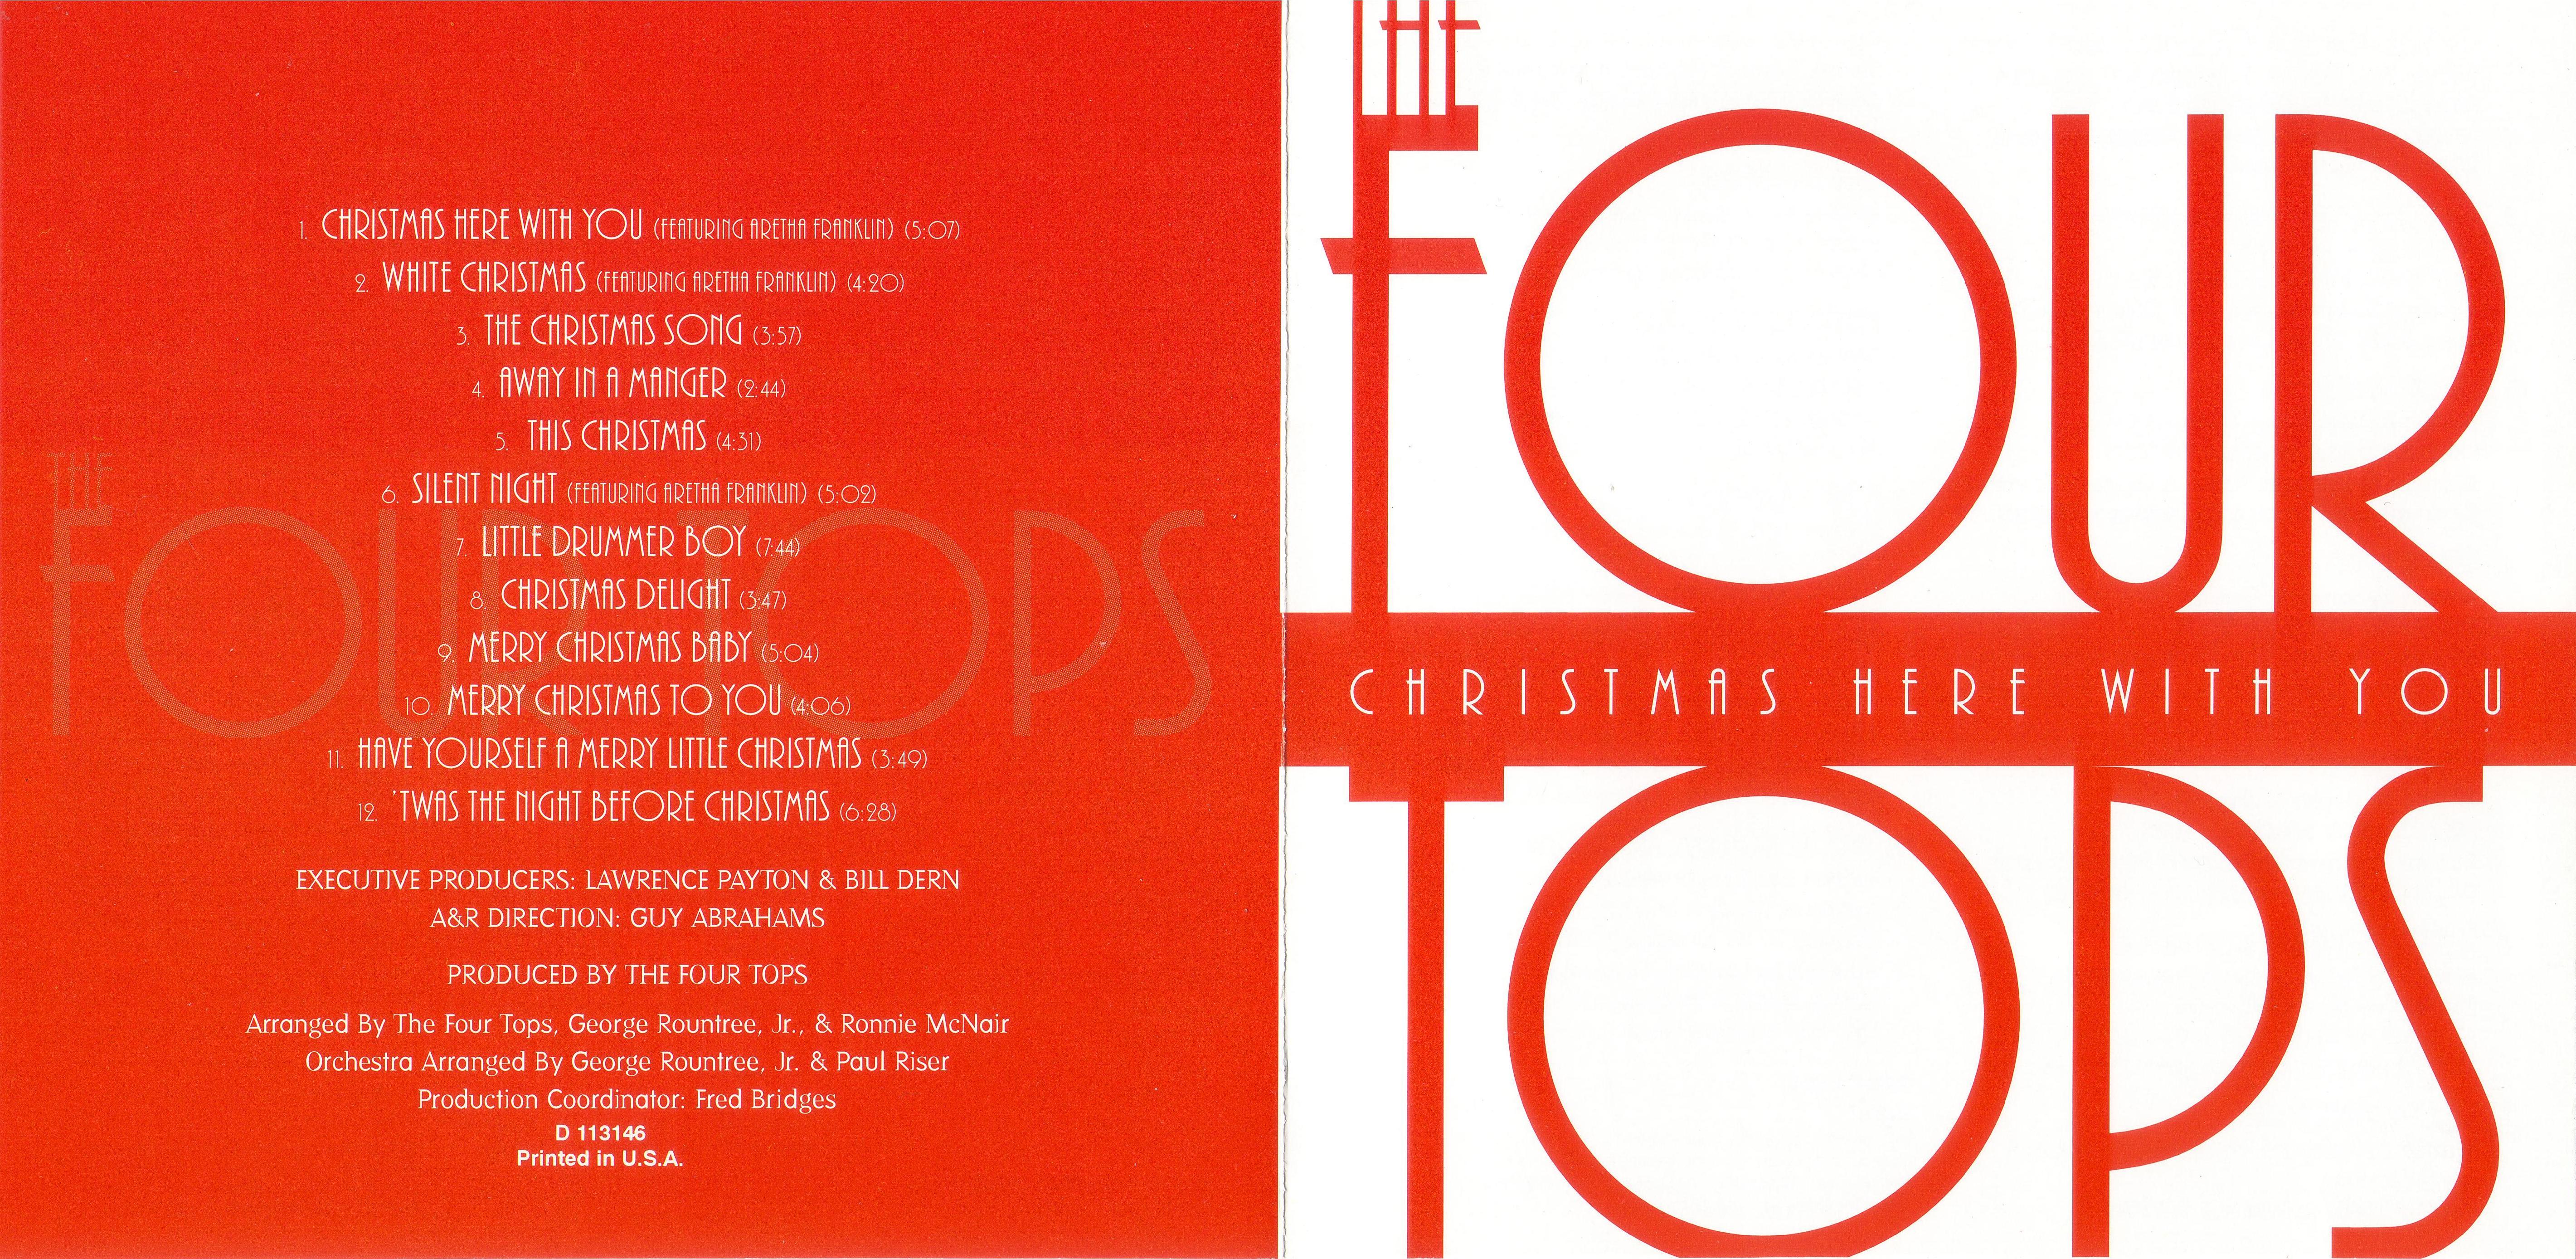 1. CHRISTMAS HERE WITH YOU (FEATURING ARETHA FRANKLIN) (5:07)
2. WHITE CHRISTMAS (FEATURING ARETHA FRANKLIN) (4:20)
3. THE CHRISTMAS SONG (3:57)
4. AWAY IN A MANGER (2:44)
5. THIS CHRISTMAS (4:31)
6. SILENT NIGHT (FEATURING ARETHA FRANKLIN) (5:02)
7. LITTLE DRUMMER BOY (7:44)
8. CHRISTMAS DELIGHT (3:47)
9. MERRY CHRISTMAS BABY (5:04)
10. MERRY CHRISTMAS TO YOU (4:06)
11. HAVE YOURSELF A MERRY LITTLE CHRISTMAS (3:49)
12. 'TWAS THE NIGHT BEFORE CHRISTMAS (6:28)
THE
FOUR TOPS
EXECUTIVE PRODUCERS: LAWRENCE PAYTON & BILL DERN
A&R DIRECTION: GUY ABRAHAMS
PRODUCED BY THE FOUR TOPS
Arranged By The Four Tops, George Rountree, Jr., & Ronnie McNair
Orchestra Arranged By George Rountree, Jr. & Paul Riser
Production Coordinator: Fred Bridges
D 113146
Printed in U.S.A.
THE
FOUR
CHRISTMAS HERE WITH YOU
TOPS